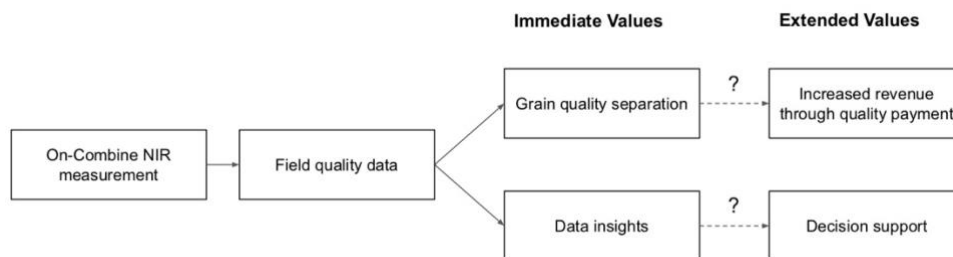 Immediate Values
Extended Values
Grain quality separation
?
Increased revenue
through quality payment
On-Combine NIR
measurement
Field quality data
Data insights
?
Decision support